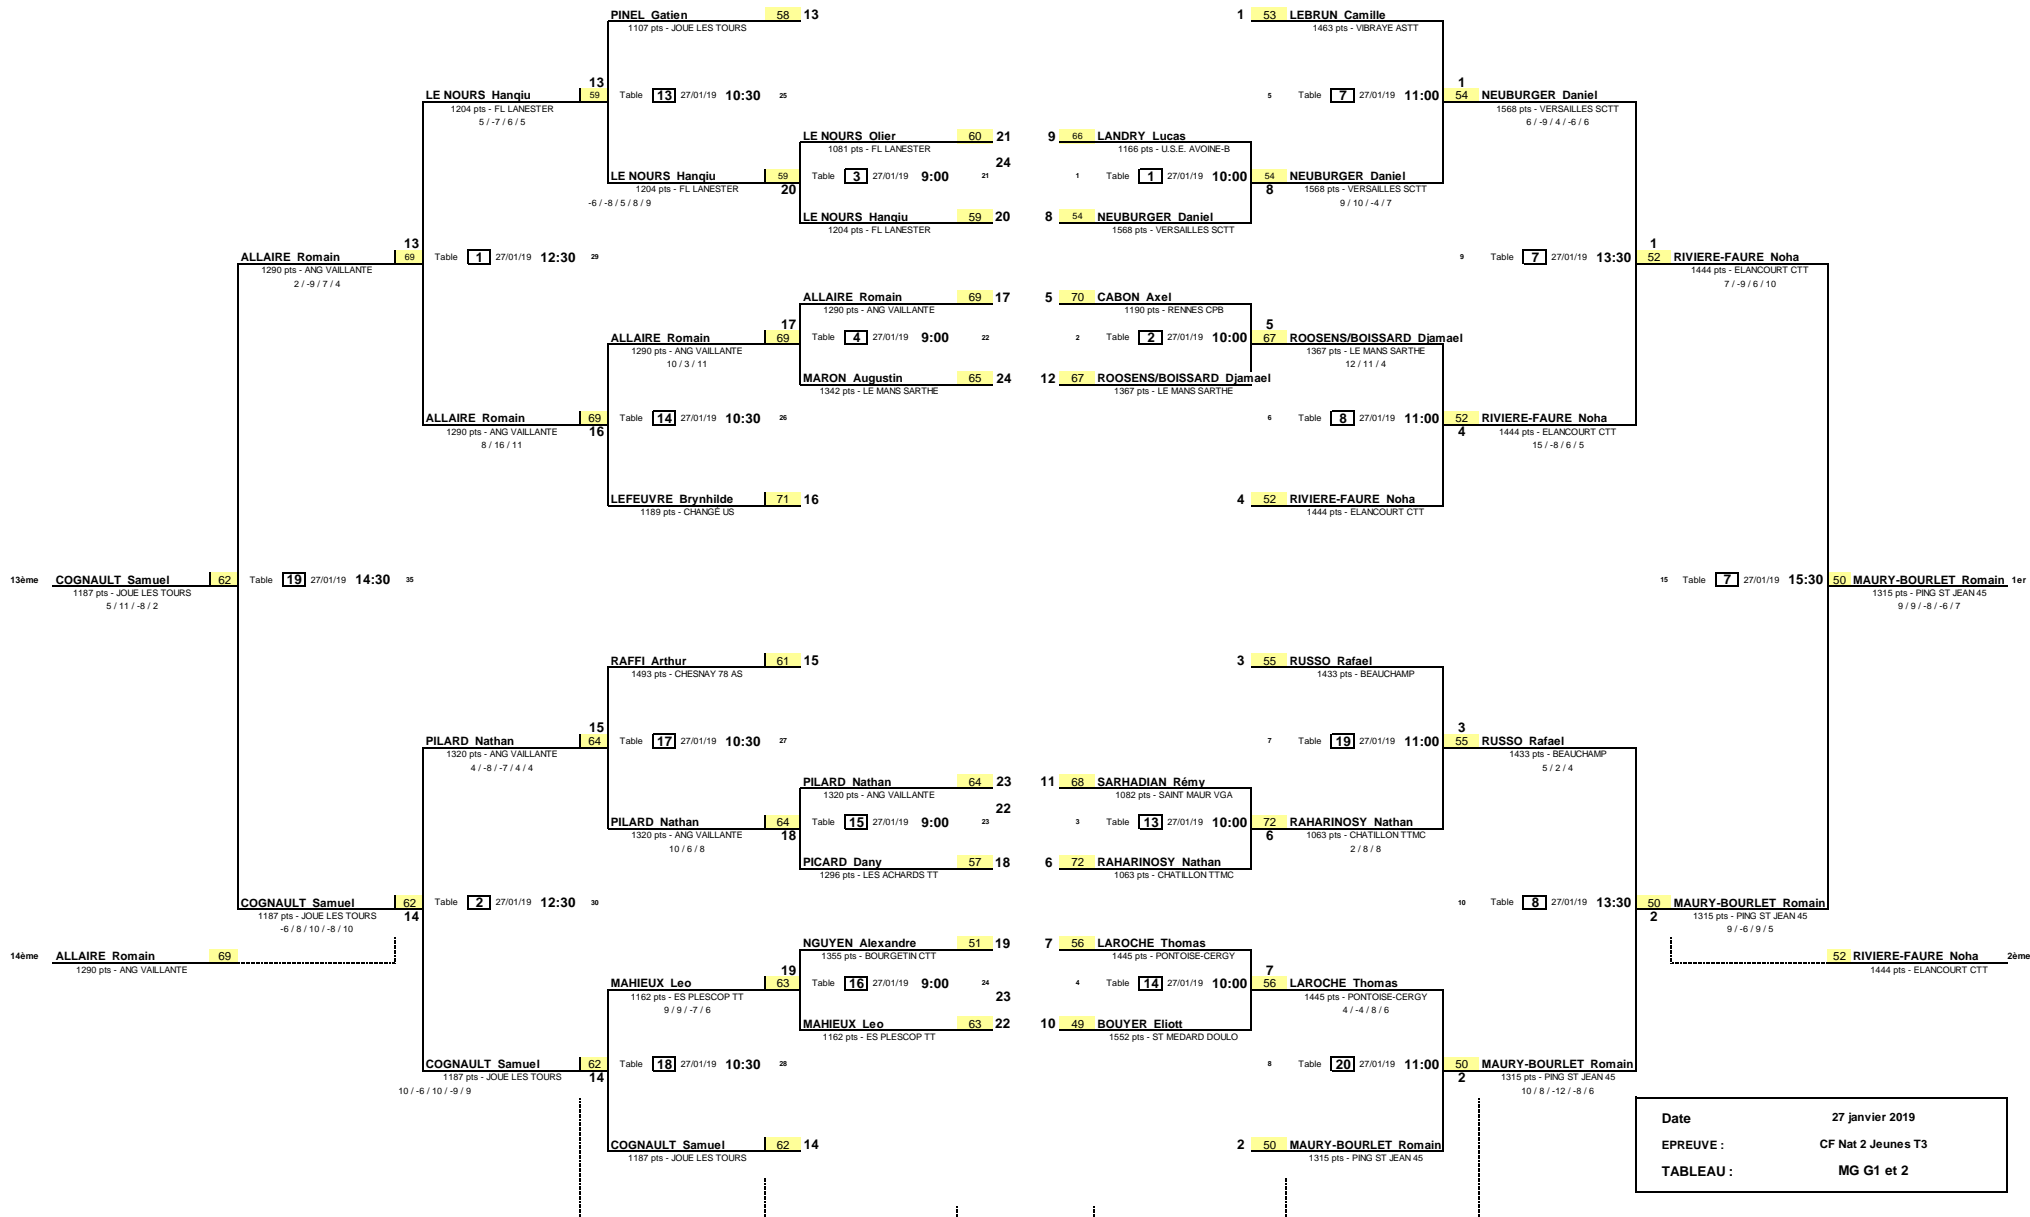 PINEL Gatien 58 13 1 53 LEBRUN Camille
1107 pts - JOUE LES TOURS 1463 pts - VIBRAYE ASTT
13 1
LE NOURS Hanqiu 59 Table 13 27/01/19 10:30 25 5 Table 7 27/01/19 11:00 54 NEUBURGER Daniel
1204 pts - FL LANESTER 1568 pts - VERSAILLES SCTT
5 / -7 / 6 / 5 6 / -9 / 4 / -6 / 6
LE NOURS Olier 60 21 9 66 LANDRY Lucas
1081 pts - FL LANESTER 1166 pts - U.S.E. AVOINE-B
24
LE NOURS Hanqiu 59 Table 3 27/01/19 9:00 21 1 Table 1 27/01/19 10:00 54 NEUBURGER Daniel
1204 pts - FL LANESTER 20 8 1568 pts - VERSAILLES SCTT
-6 / -8 / 5 / 8 / 9 9 / 10 / -4 / 7
LE NOURS Hanqiu 59 20 8 54 NEUBURGER Daniel
1204 pts - FL LANESTER 1568 pts - VERSAILLES SCTT
13 1
ALLAIRE Romain 69 Table 1 27/01/19 12:30 29 9 Table 7 27/01/19 13:30 52 RIVIERE-FAURE Noha
1290 pts - ANG VAILLANTE 1444 pts - ELANCOURT CTT
2 / -9 / 7 / 4 7 / -9 / 6 / 10
ALLAIRE Romain 69 17 5 70 CABON Axel
1290 pts - ANG VAILLANTE 1190 pts - RENNES CPB
17 5
ALLAIRE Romain 69 Table 4 27/01/19 9:00 22 2 Table 2 27/01/19 10:00 67 ROOSENS/BOISSARD Djamael
1290 pts - ANG VAILLANTE 1367 pts - LE MANS SARTHE
10 / 3 / 11 12 / 11 / 4
MARON Augustin 65 24 12 67 ROOSENS/BOISSARD Djamael
1342 pts - LE MANS SARTHE 1367 pts - LE MANS SARTHE
ALLAIRE Romain 69 Table 14 27/01/19 10:30 26 6 Table 8 27/01/19 11:00 52 RIVIERE-FAURE Noha
1290 pts - ANG VAILLANTE 16 4 1444 pts - ELANCOURT CTT
8 / 16 / 11 15 / -8 / 6 / 5
LEFEUVRE Brynhilde 71 16 4 52 RIVIERE-FAURE Noha
1189 pts - CHANGÉ US 1444 pts - ELANCOURT CTT
13ème COGNAULT Samuel 62 Table 19 27/01/19 14:30 35 15 Table 7 27/01/19 15:30 50 MAURY-BOURLET Romain 1er
1187 pts - JOUE LES TOURS 1315 pts - PING ST JEAN 45
5 / 11 / -8 / 2 9 / 9 / -8 / -6 / 7
RAFFI Arthur 61 15 3 55 RUSSO Rafael
1493 pts - CHESNAY 78 AS 1433 pts - BEAUCHAMP
15 3
PILARD Nathan 64 Table 17 27/01/19 10:30 27 7 Table 19 27/01/19 11:00 55 RUSSO Rafael
1320 pts - ANG VAILLANTE 1433 pts - BEAUCHAMP
4 / -8 / -7 / 4 / 4 5 / 2 / 4
PILARD Nathan 64 23 11 68 SARHADIAN Rémy
1320 pts - ANG VAILLANTE 1082 pts - SAINT MAUR VGA
22
PILARD Nathan 64 Table 15 27/01/19 9:00 23 3 Table 13 27/01/19 10:00 72 RAHARINOSY Nathan
1320 pts - ANG VAILLANTE 18 6 1063 pts - CHATILLON TTMC
10 / 6 / 8 2 / 8 / 8
PICARD Dany 57 18 6 72 RAHARINOSY Nathan
1296 pts - LES ACHARDS TT 1063 pts - CHATILLON TTMC
COGNAULT Samuel 62 Table 2 27/01/19 12:30 30 10 Table 8 27/01/19 13:30 50 MAURY-BOURLET Romain
1187 pts - JOUE LES TOURS 14 2 1315 pts - PING ST JEAN 45
-6 / 8 / 10 / -8 / 10 9 / -6 / 9 / 5
NGUYEN Alexandre 51 19 7 56 LAROCHE Thomas
1355 pts - BOURGETIN CTT 1445 pts - PONTOISE-CERGY
14ème ALLAIRE Romain 69 52 RIVIERE-FAURE Noha 2ème
1290 pts - ANG VAILLANTE 1444 pts - ELANCOURT CTT
19 7
MAHIEUX Leo 63 Table 16 27/01/19 9:00 24 4 Table 14 27/01/19 10:00 56 LAROCHE Thomas
1162 pts - ES PLESCOP TT 23 1445 pts - PONTOISE-CERGY
9 / 9 / -7 / 6 4 / -4 / 8 / 6
MAHIEUX Leo 63 22 10 49 BOUYER Eliott
1162 pts - ES PLESCOP TT 1552 pts - ST MEDARD DOULO
COGNAULT Samuel 62 Table 18 27/01/19 10:30 28 8 Table 20 27/01/19 11:00 50 MAURY-BOURLET Romain
1187 pts - JOUE LES TOURS 14 2 1315 pts - PING ST JEAN 45
10 / -6 / 10 / -9 / 9 10 / 8 / -12 / -8 / 6
Date 27 janvier 2019
COGNAULT Samuel 62 14 2 50 MAURY-BOURLET Romain
1187 pts - JOUE LES TOURS 1315 pts - PING ST JEAN 45
EPREUVE : CF Nat 2 Jeunes T3
TABLEAU : MG G1 et 2